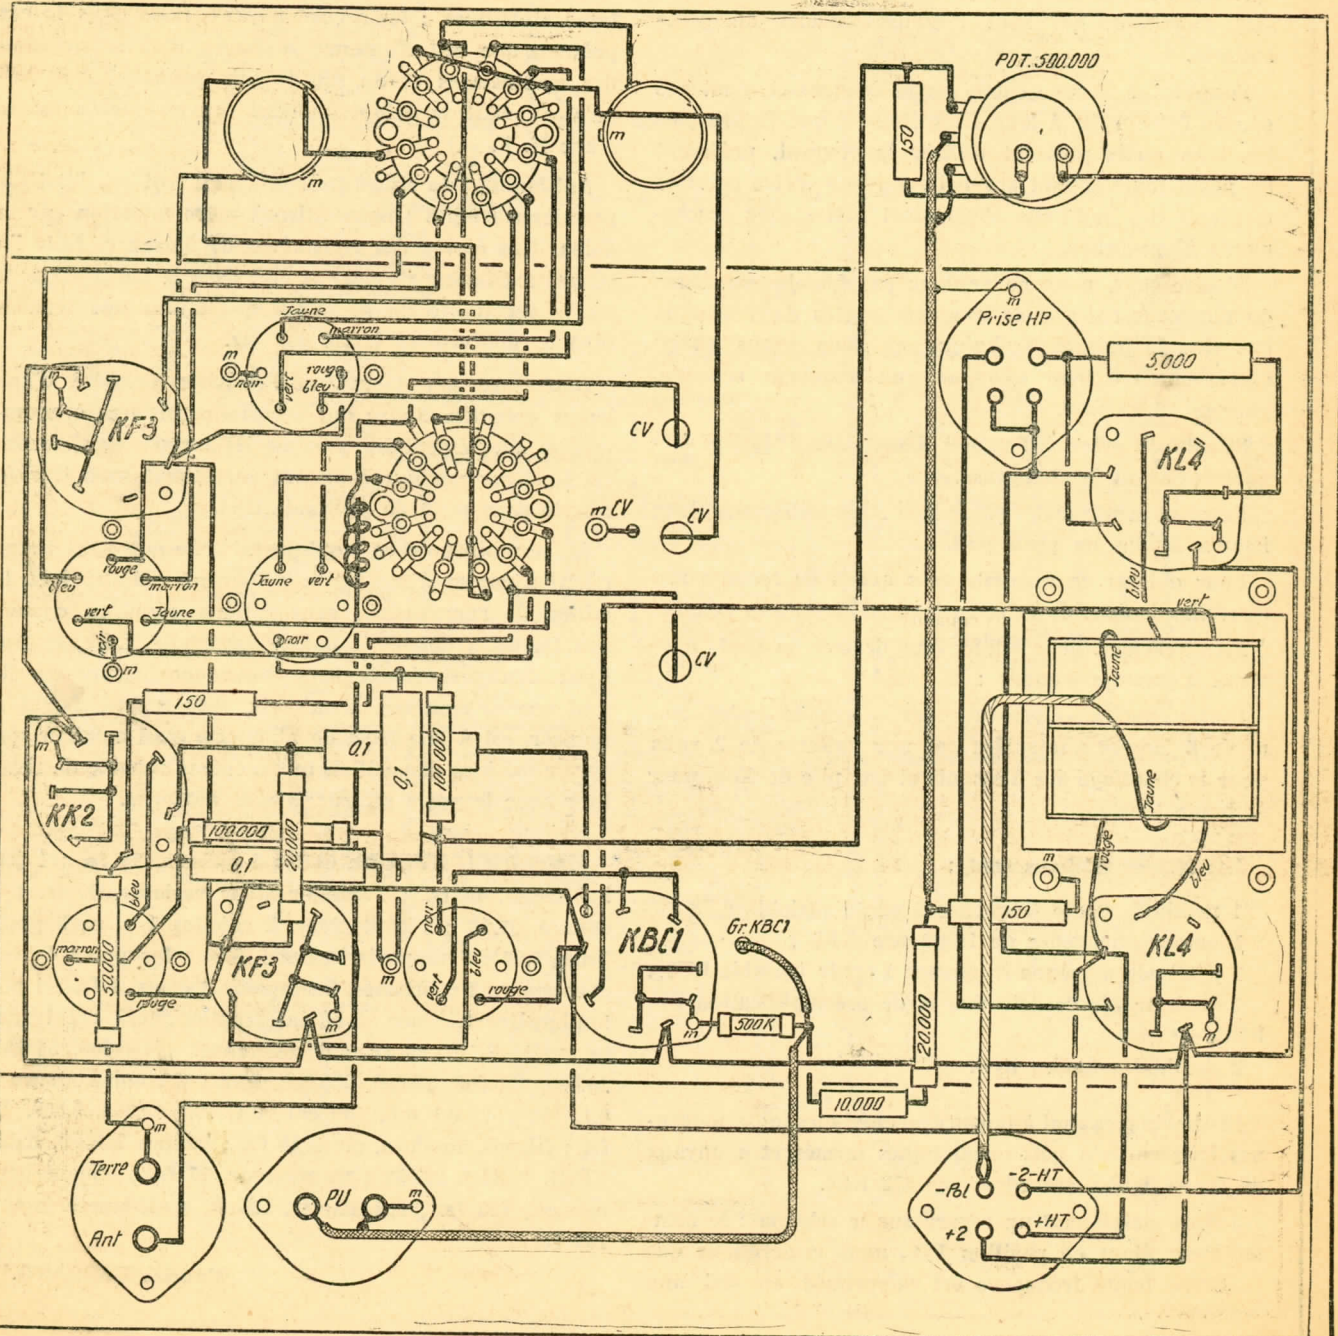 POT. 500.000
150
m
m
m
Prise HP
Jaune
marron
m
noir
vert
rouge
bleu
5.000
m
KF3
CV
KL4
m CV
CV
rouge
bleu
marron
Jaune
vert
bleu
vert
Jaune
vert
noir
m
noir
Jaune
CV
150
0,1
0,1
100.000
m
KK2
Jaune
100.000
20.000
0,1
rouge
bleu
m
bleu
noir
150
Gr. KBC1
KBC1
marron
50.000
KF3
m
vert
bleu
KL4
rouge
rouge
m
m
500K
20.000
m
10.000
m
Terre
PU
m
-Pol
-2-HT
Ant
+2
+HT